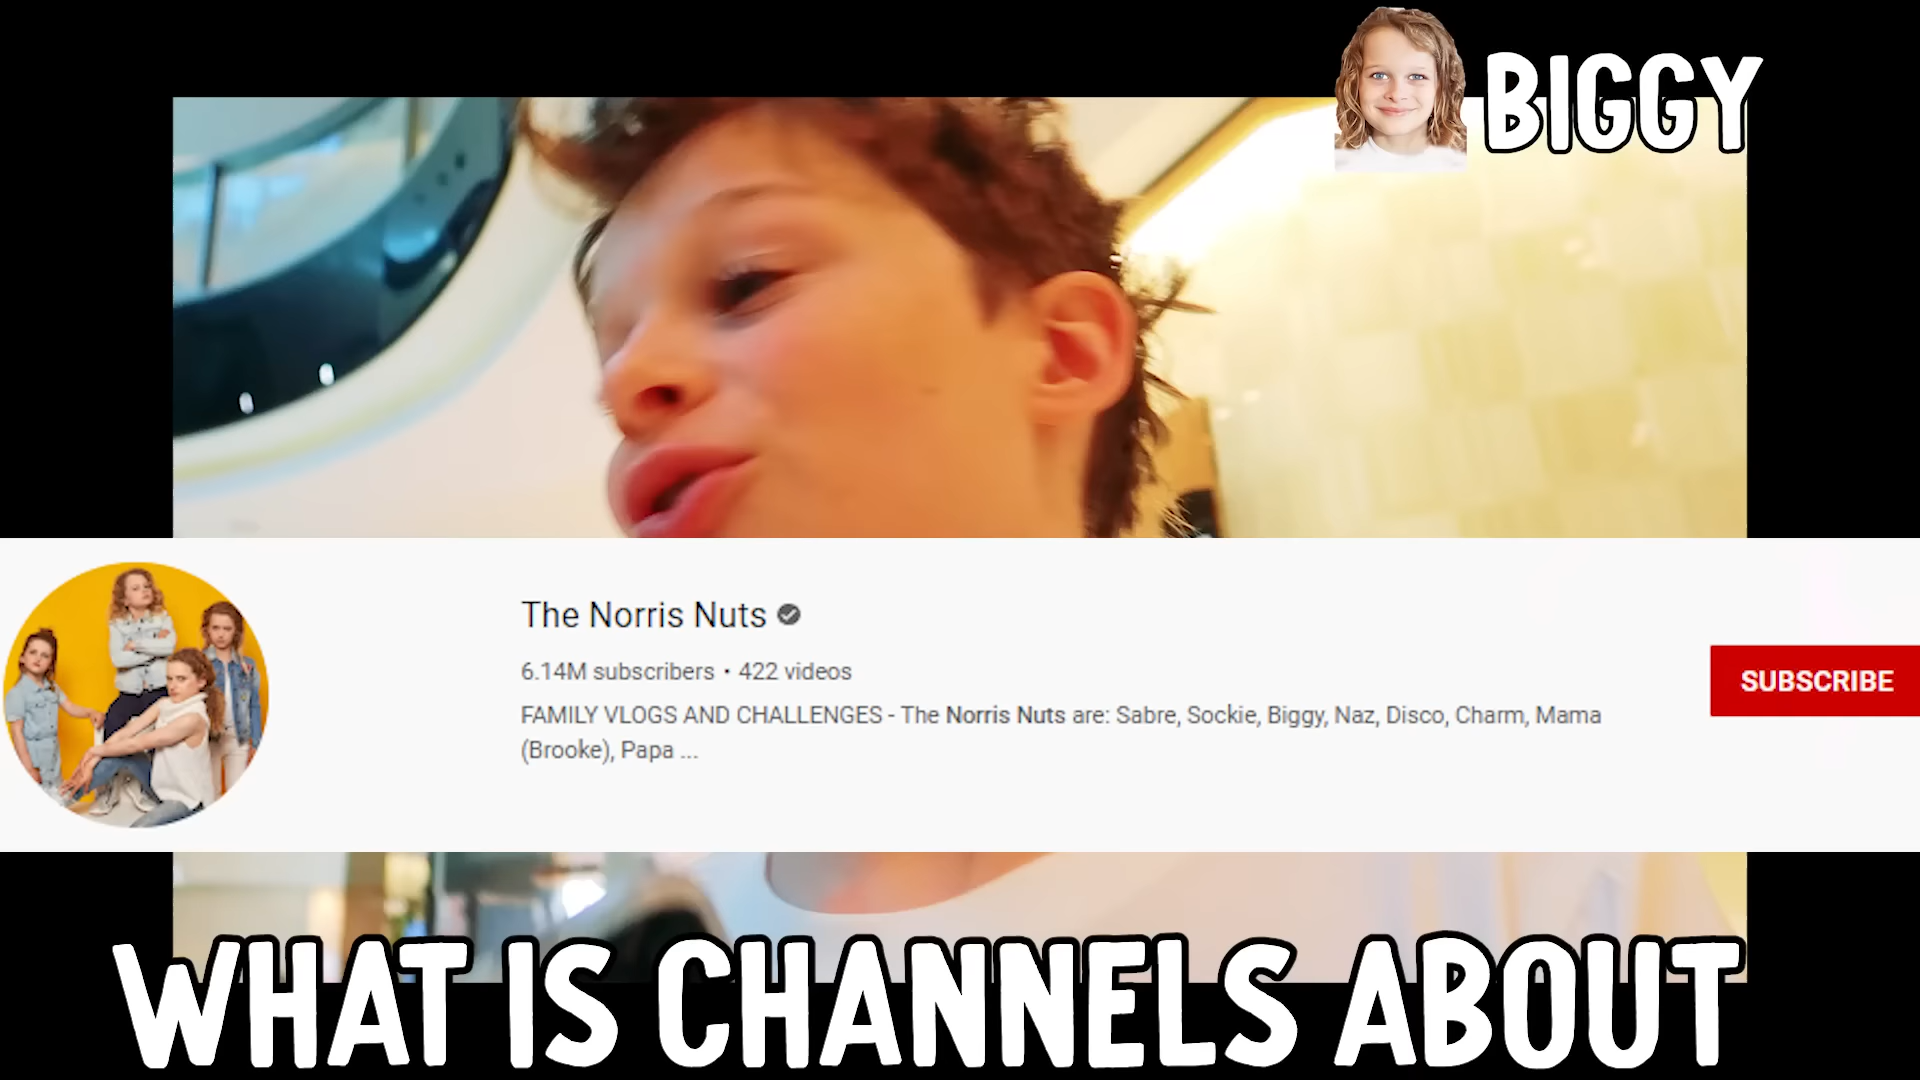 BIGGY
The Norris Nuts
6.14M subscribers • 422 videos
FAMILY VLOGS AND CHALLENGES - The Norris Nuts are: Sabre, Sockie, Biggy, Naz, Disco, Charm, Mama
(Brooke), Papa ...
SUBSCRIBE
WHAT IS CHANNELS ABOUT